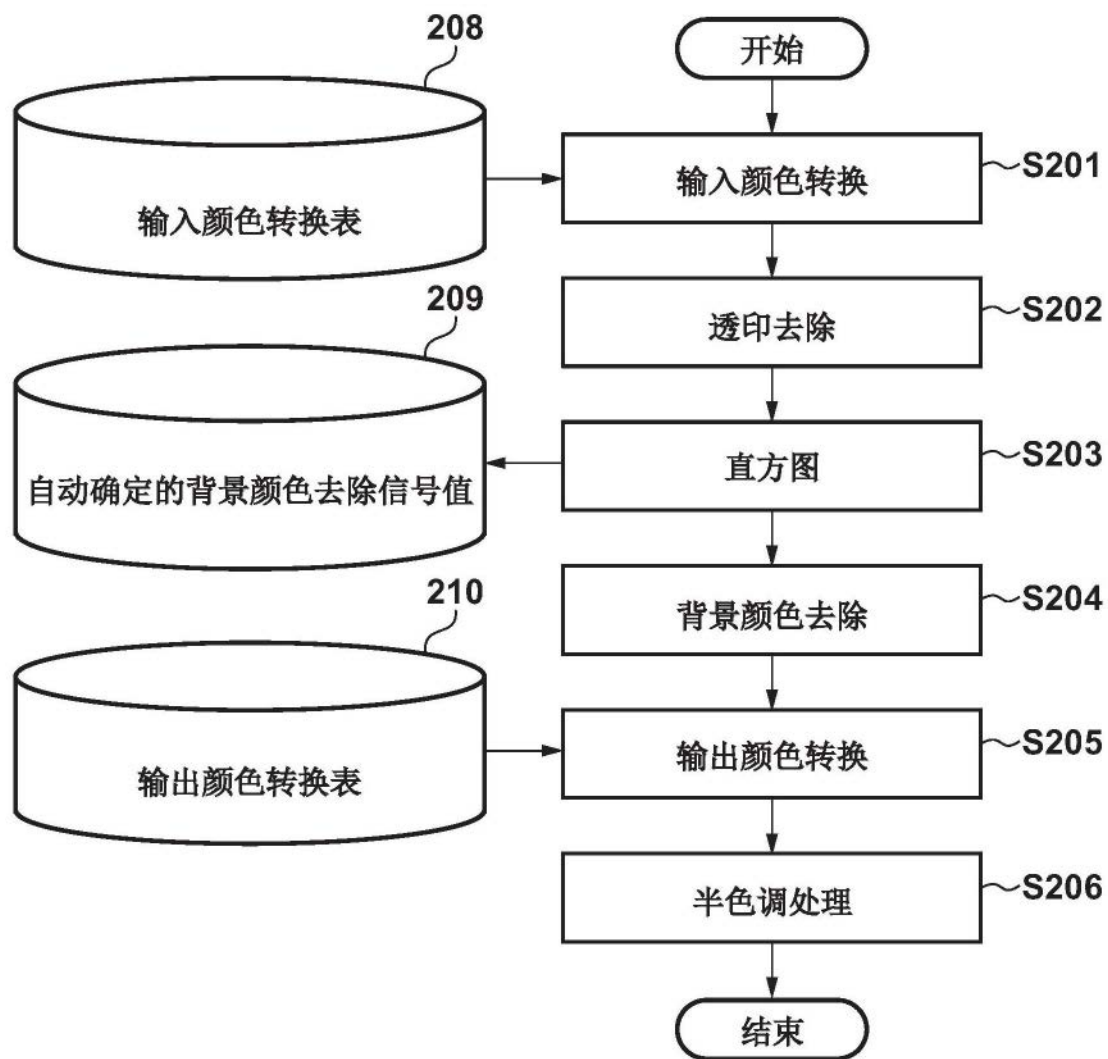 208
开始
输入颜色转换表
输入颜色转换
S201
209
透印去除
S202
自动确定的背景颜色去除信号值
直方图
S203
210
背景颜色去除
S204
输出颜色转换表
输出颜色转换
S205
半色调处理
S206
结束